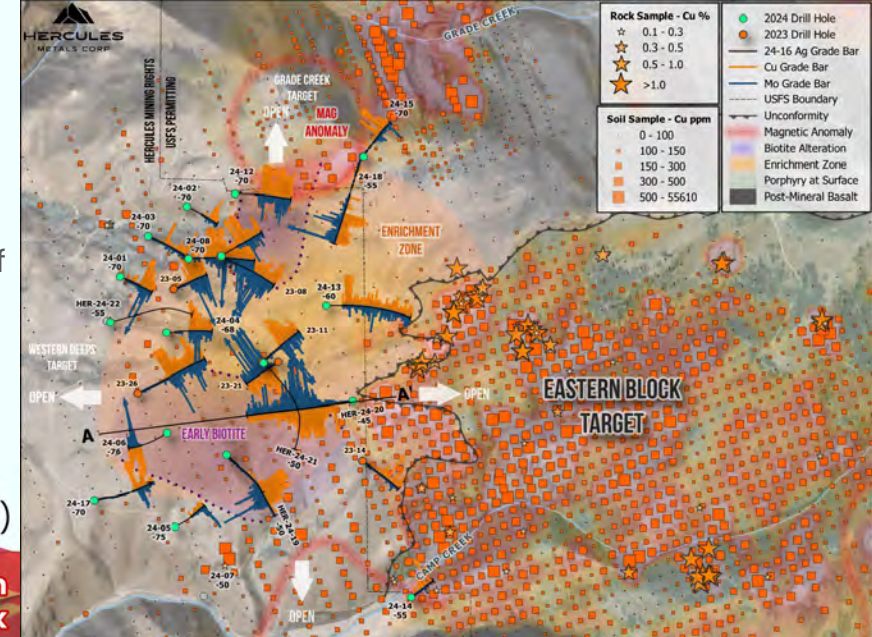 HERCULES
METALS CORP
f
)
n
k
HERCULES MINING RIGHTS
USFS PERMITTING
GRADE CREEK
GRADE CREEK
TARGET
OPEN
MAG
ANOMALY
24-15
-70
24-18
-55
24-12
-70
24-02
-70
24-03
-70
24-08
-70
24-01
-70
23-05
23-08
ENRICHMENT
ZONE
24-13
-60
HER-24-22
-55
24-04
-68
23-11
WESTERN DEEPS
TARGET
OPEN
23-26
23-21
A
A'
OPEN
HER-24-20
-45
EASTERN BLOCK
TARGET
EARLY BIOTITE
24-06
-76
HER-24-21
-50
23-14
24-17
-70
24-05
-75
HER-24-19
-50
24-07
-50
OPEN
CAMP CREEK
24-14
-55
Rock Sample - Cu %
0.1 - 0.3
0.3 - 0.5
0.5 - 1.0
>1.0
Soil Sample - Cu ppm
0 - 100
100 - 150
150 - 300
300 - 500
500 - 55610
2024 Drill Hole
2023 Drill Hole
24-16 Ag Grade Bar
Cu Grade Bar
Mo Grade Bar
USFS Boundary
Unconformity
Magnetic Anomaly
Biotite Alteration
Enrichment Zone
Porphyry at Surface
Post-Mineral Basalt